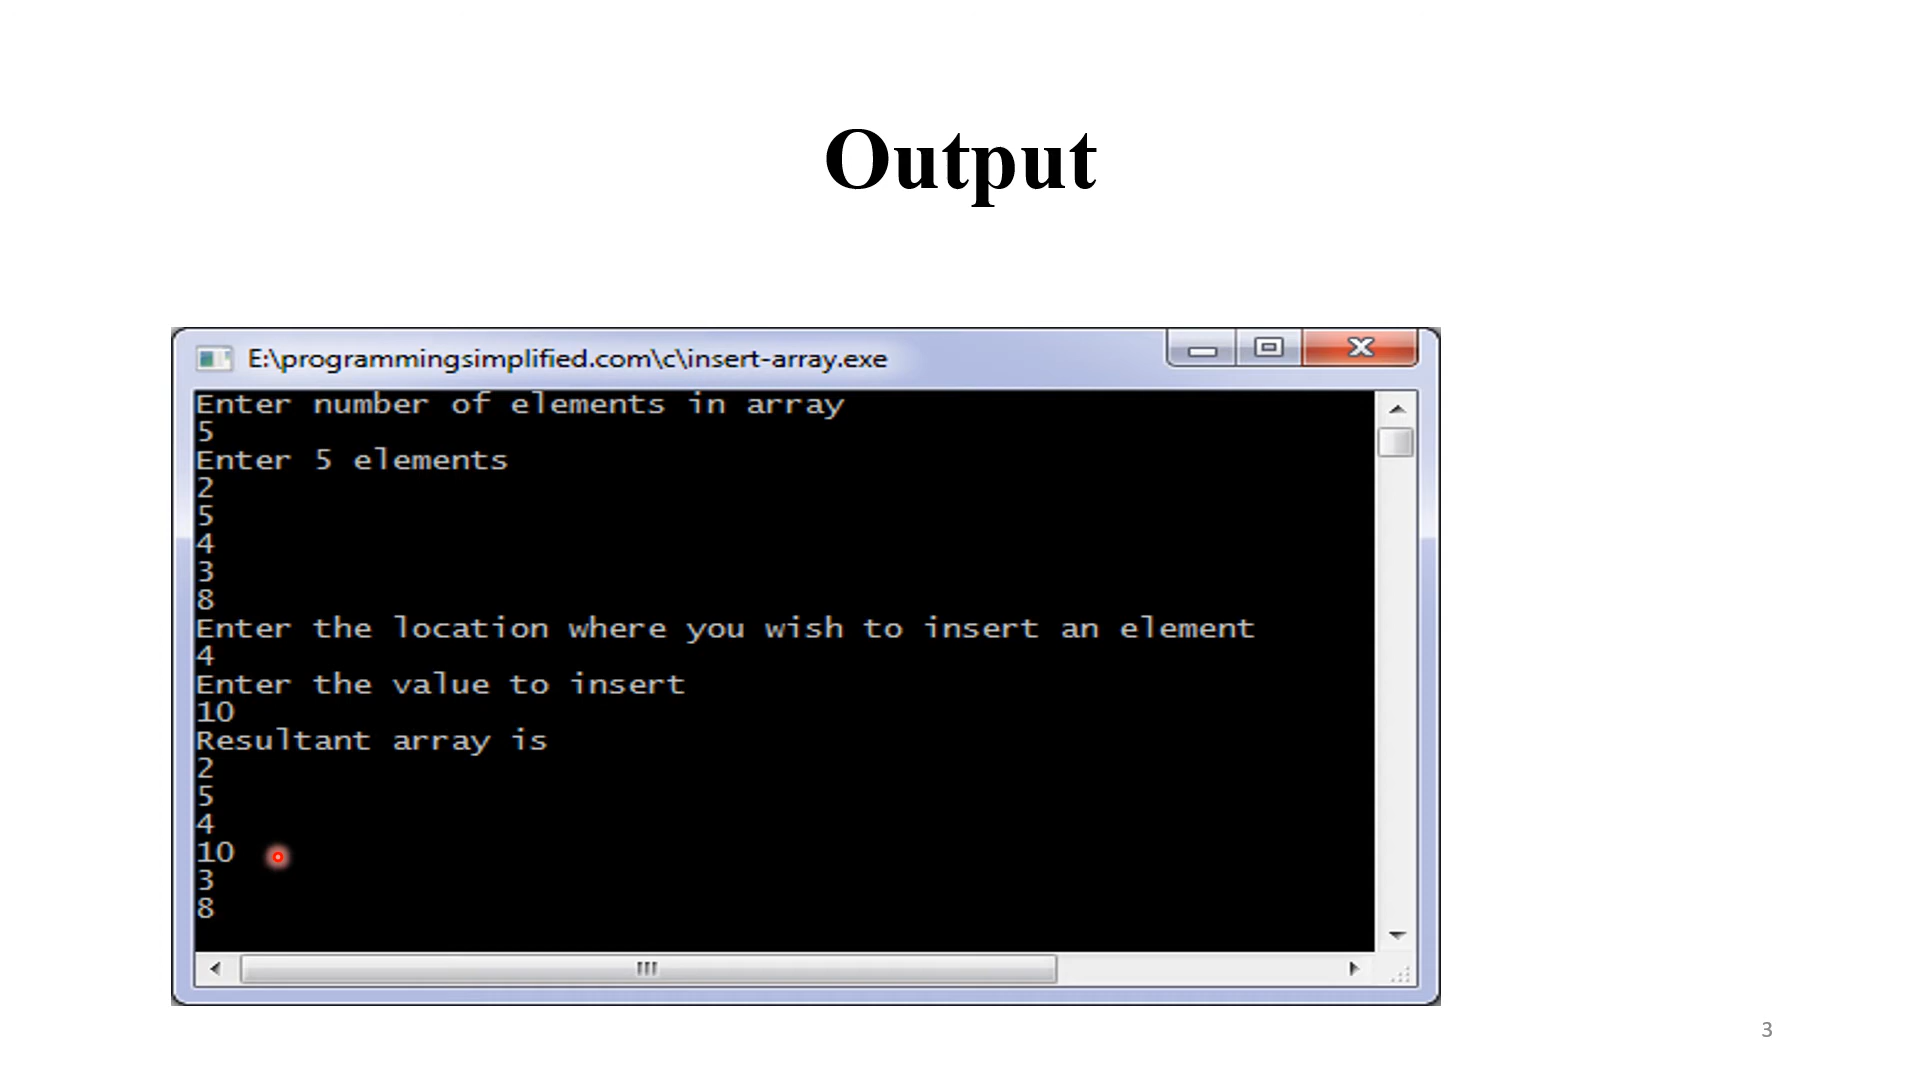 Output
E:\programmingsimplified.com\c\insert-array.exe
Enter number of elements in array
5
Enter 5 elements
2
5
4
3
8
Enter the location where you wish to insert an element
4
Enter the value to insert
10
Resultant array is
2
5
4
10
3
8
3